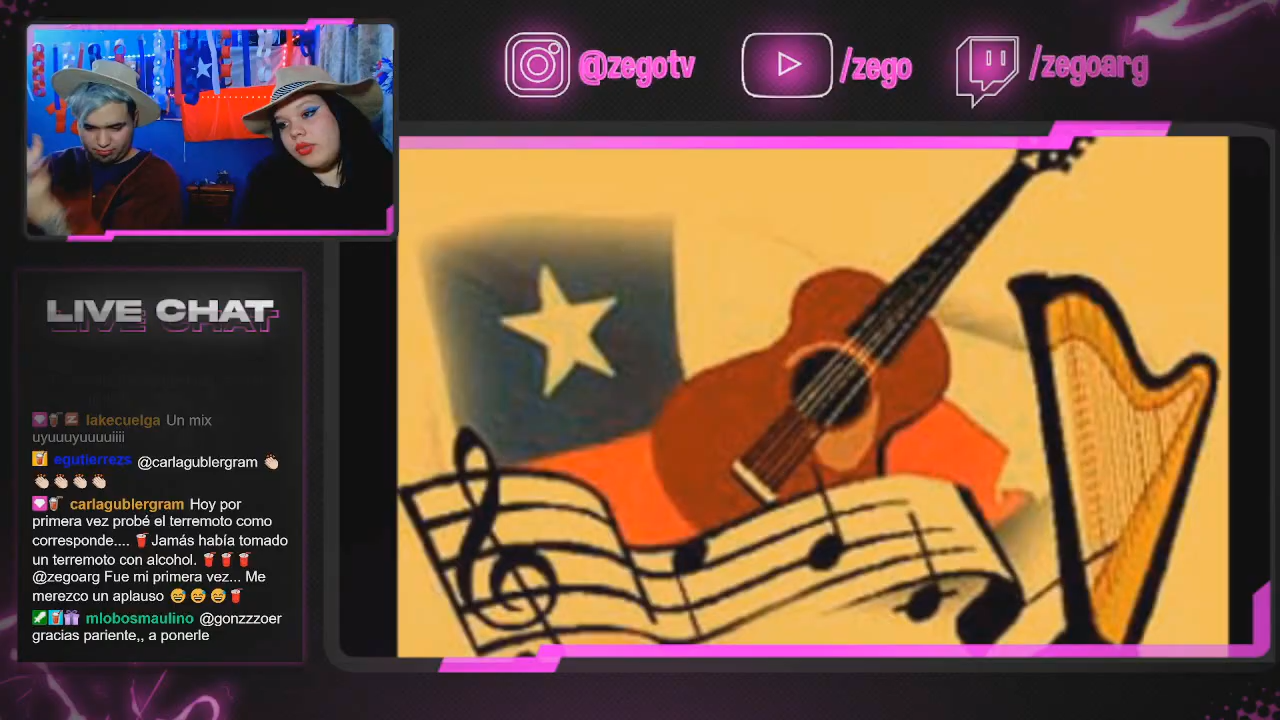 @zegotv
/zego
/zegoarg
LIVE CHAT
lakecuelga Un mix
uyuuuyuuuuiiii
egutierrezs @carlagublergram 👏🏻
👏🏻👏🏻👏🏻👏🏻
carlagublergram Hoy por
primera vez probé el terremoto como
corresponde.... 🥤Jamás había tomado
un terremoto con alcohol. 🥤🥤🥤
@zegoarg Fue mi primera vez... Me
merezco un aplauso 😅😅😅🥤
mlobosmaulino @gonzzzoer
gracias pariente,, a ponerle